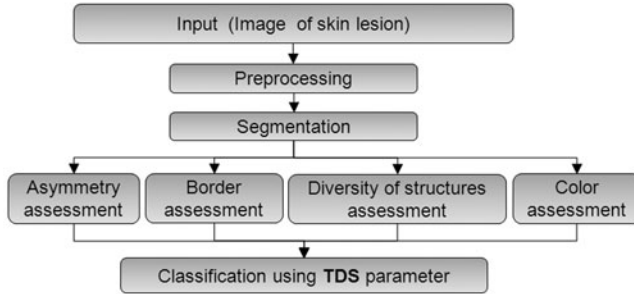 Input (Image of skin lesion)
Preprocessing
Segmentation
Asymmetry
assessment
Border
assessment
Diversity of structures
assessment
Color
assessment
Classification using TDS parameter